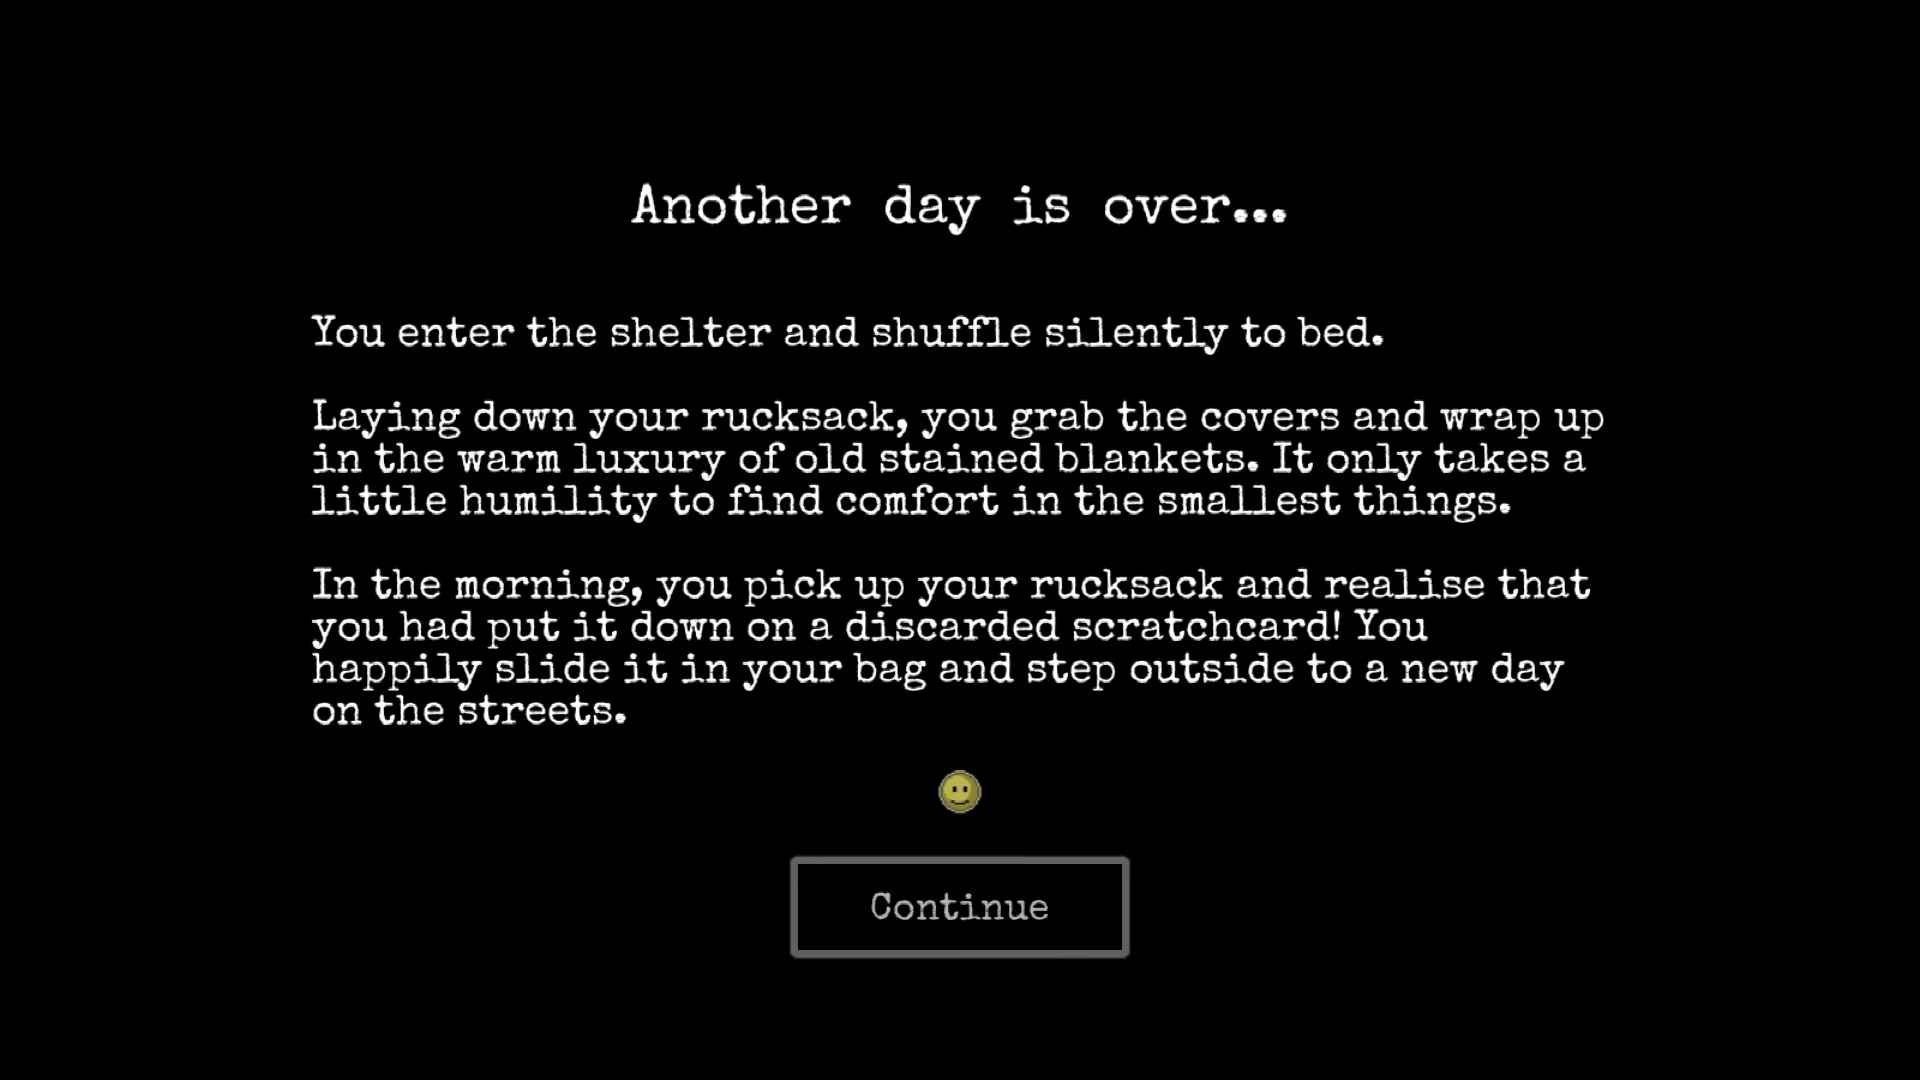 Another day is over...
You enter the shelter and shuffle silently to bed.
Laying down your rucksack, you grab the covers and wrap up
in the warm luxury of old stained blankets. It only takes a
little humility to find comfort in the smallest things.
In the morning, you pick up your rucksack and realise that
you had put it down on a discarded scratchcard! You
happily slide it in your bag and step outside to a new day
on the streets.
Continue